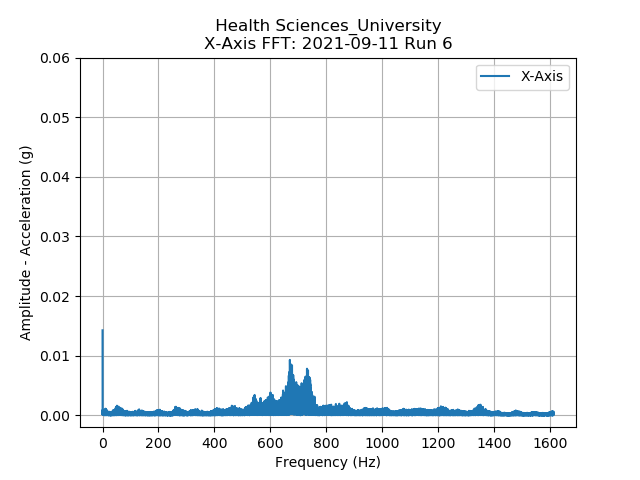 Health Sciences_University
X-Axis FFT: 2021-09-11 Run 6
X-Axis
0.06
0.05
0.04
0.03
0.02
0.01
0.00
Amplitude - Acceleration (g)
0 200 400 600 800 1000 1200 1400 1600
Frequency (Hz)